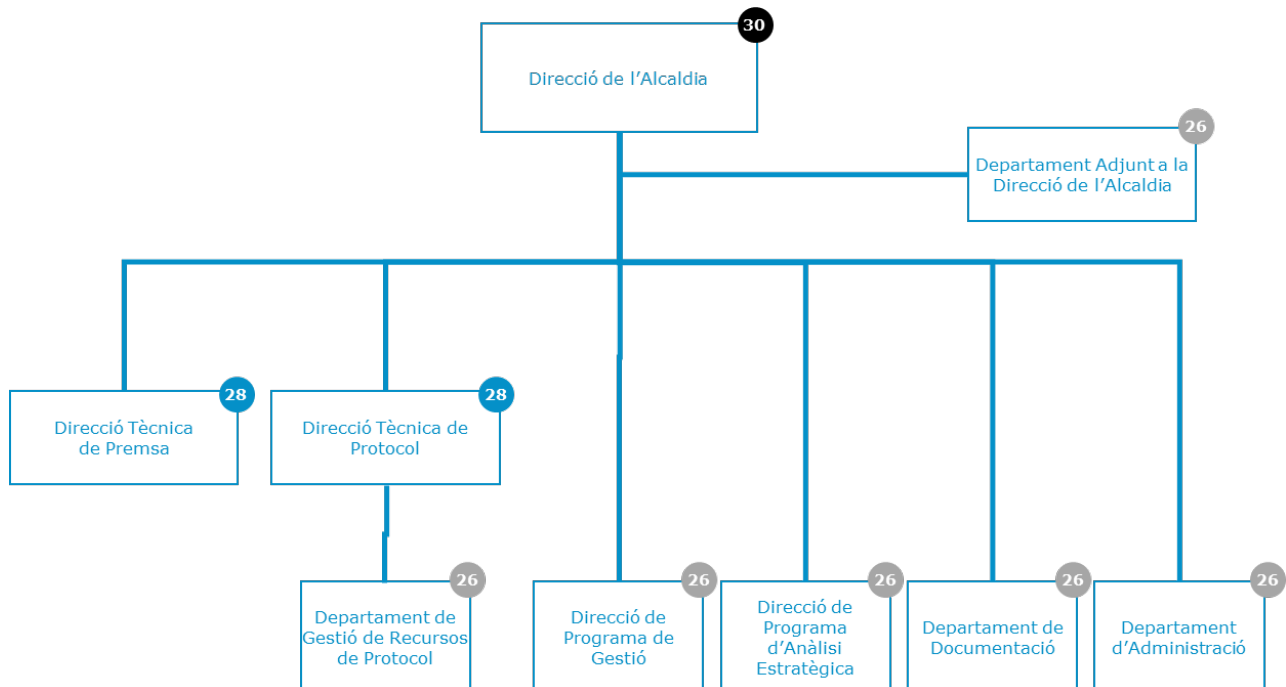 30
Direcció de l’Alcaldia
26
Departament Adjunt a la
Direcció de l’Alcaldia
28
Direcció Tècnica
de Premsa
28
Direcció Tècnica de
Protocol
26
Departament de
Gestió de Recursos
de Protocol
26
Direcció de
Programa de
Gestió
26
Direcció de
Programa
d’Anàlisi
Estratègica
26
Departament de
Documentació
26
Departament
d’Administració